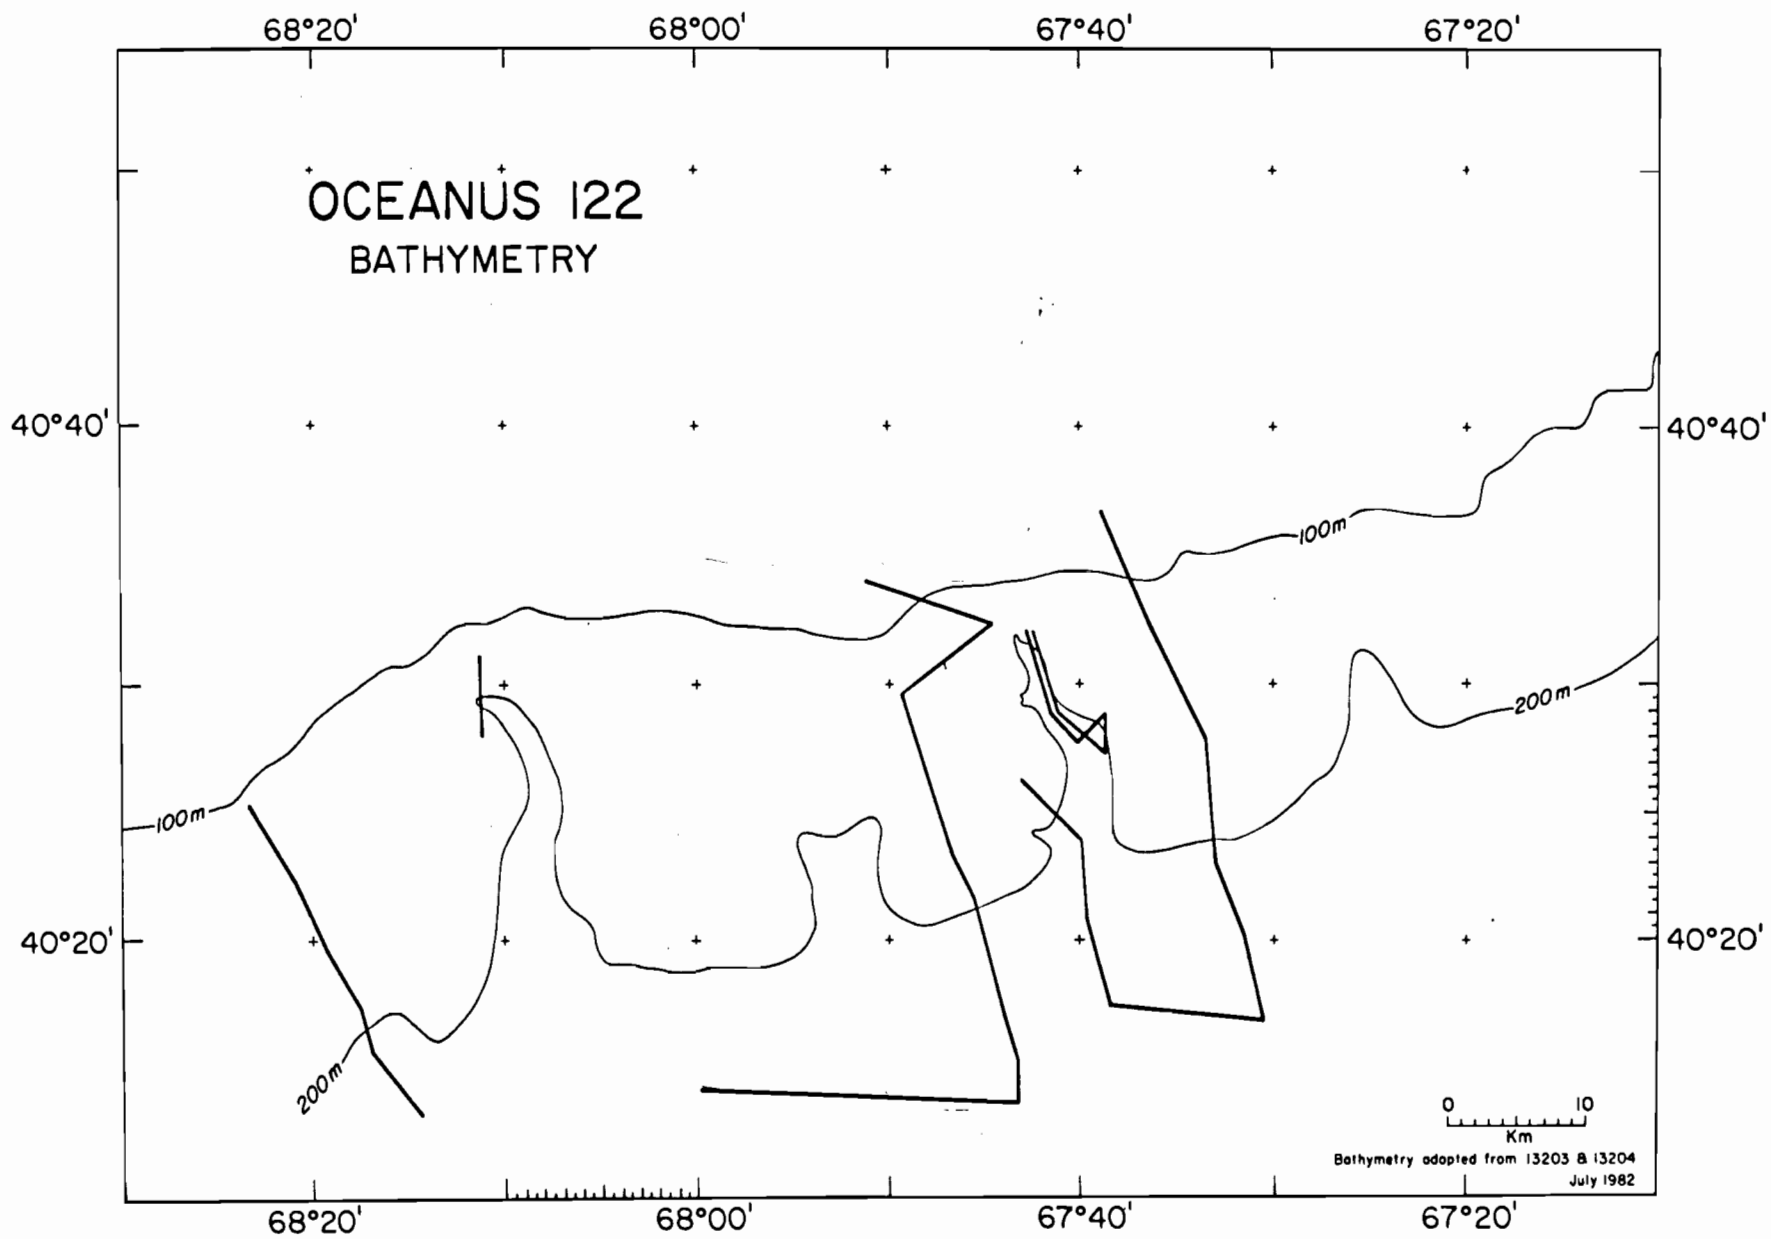 68°20' 68°00' 67°40' 67°20'
OCEANUS 122
BATHYMETRY
40°40' 40°40'
100m
200m
100m
40°20' 40°20'
200m
0 10
Km
Bathymetry adopted from 13203 & 13204
July 1982
68°20' 68°00' 67°40' 67°20'